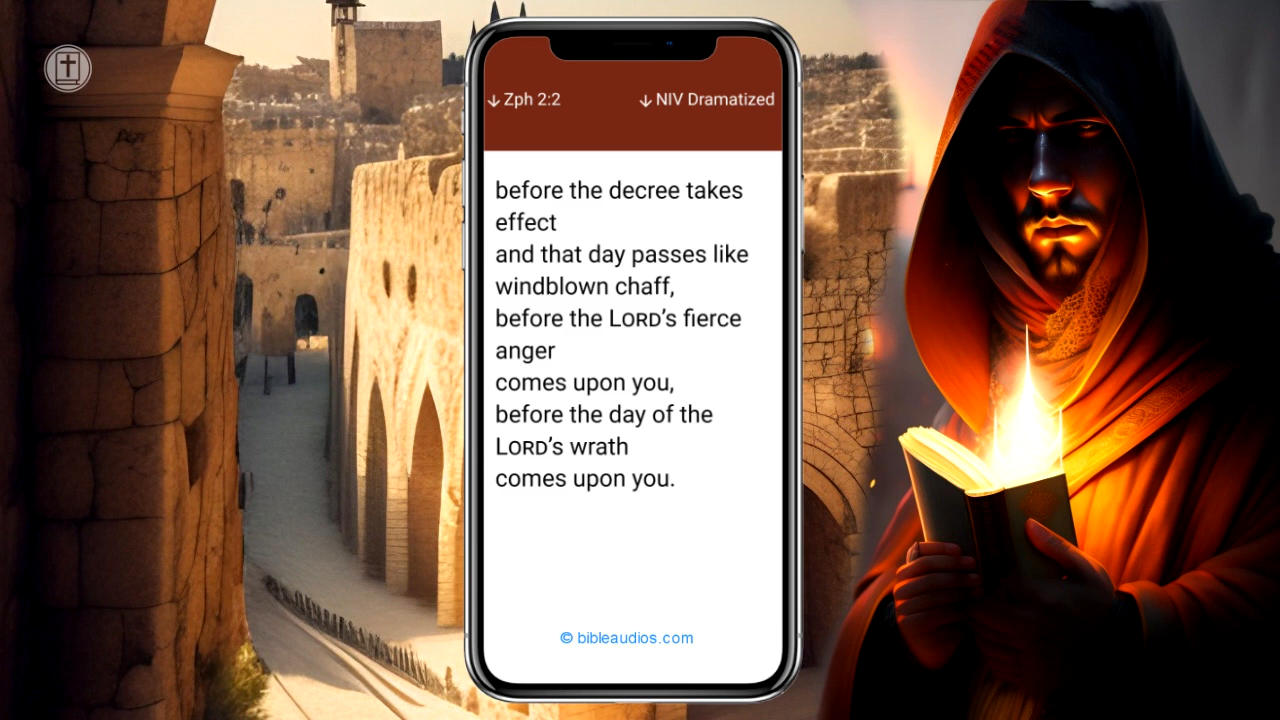 ↓ Zph 2:2 ↓ NIV Dramatized
before the decree takes
effect
and that day passes like
windblown chaff,
before the LORD’s fierce
anger
comes upon you,
before the day of the
LORD’s wrath
comes upon you.
© bibleaudios.com